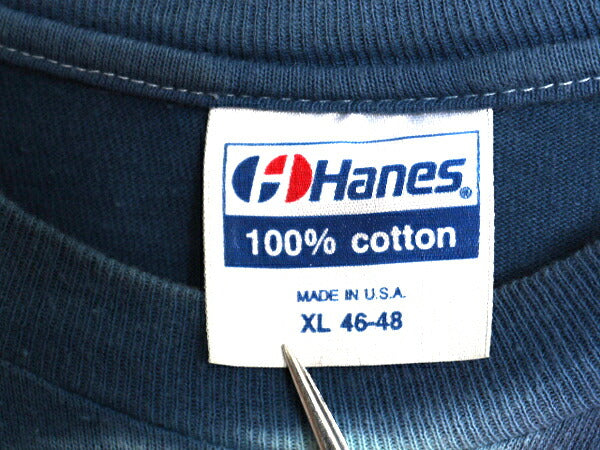 Hanes®
100% cotton
MADE IN U.S.A.
XL 46-48